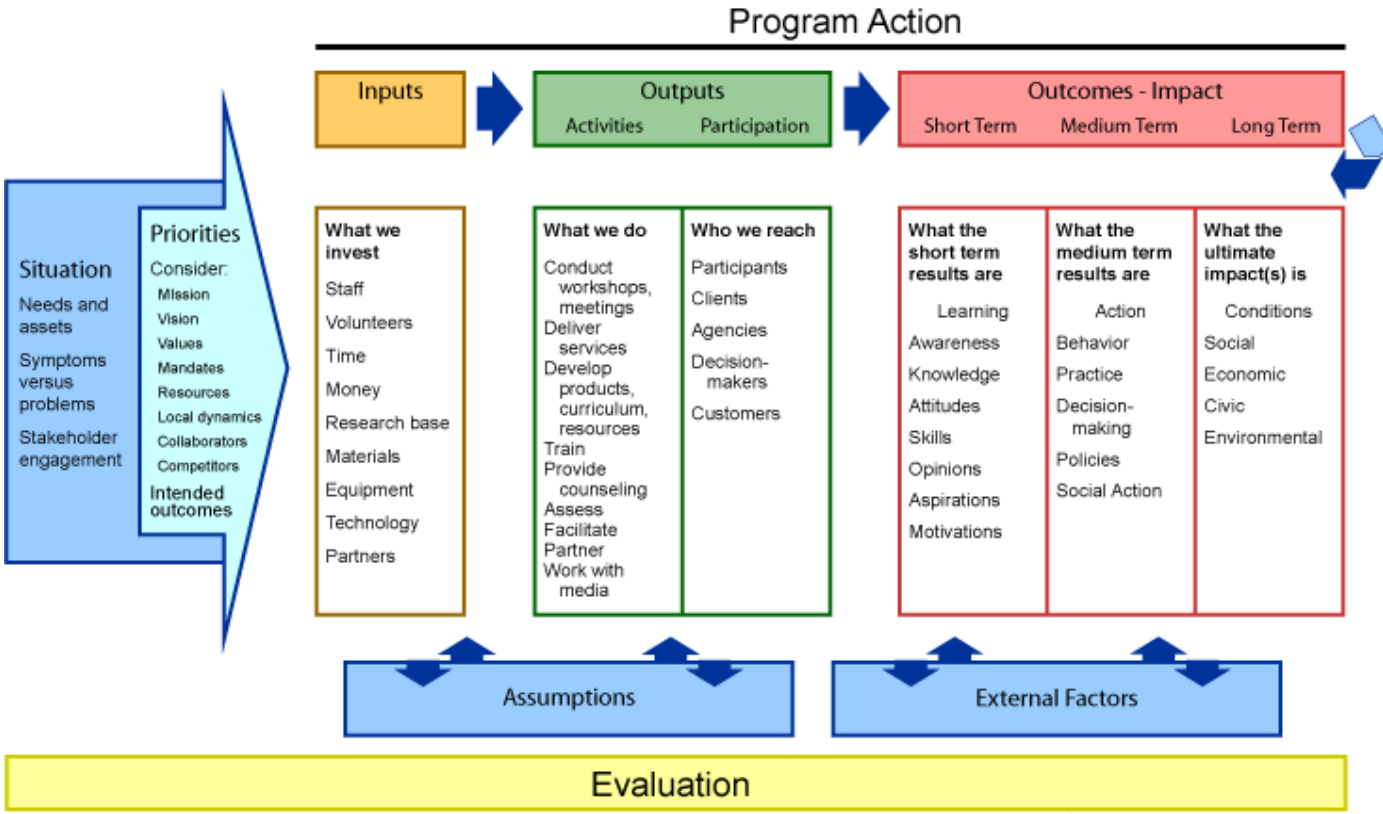 Program Action
Inputs
Outputs
Activities
Participation
Outcomes - Impact
Short Term
Medium Term
Long Term
Situation
Needs and
assets
Symptoms
versus
problems
Stakeholder
engagement
Priorities
Consider:
MIssion
Vision
Values
Mandates
Resources
Local dynamics
Collaborators
Competitors
Intended
outcomes
What we
invest
Staff
Volunteers
Time
Money
Research base
Materials
Equipment
Technology
Partners
What we do
Conduct
workshops,
meetings
Deliver
services
Develop
products,
curriculum,
resources
Train
Provide
counseling
Assess
Facilitate
Partner
Work with
media
Who we reach
Participants
Clients
Agencies
Decision-
makers
Customers
What the
short term
results are
Learning
Awareness
Knowledge
Attitudes
Skills
Opinions
Aspirations
Motivations
What the
medium term
results are
Action
Behavior
Practice
Decision-
making
Policies
Social Action
What the
ultimate
impact(s) is
Conditions
Social
Economic
Civic
Environmental
Assumptions
External Factors
Evaluation